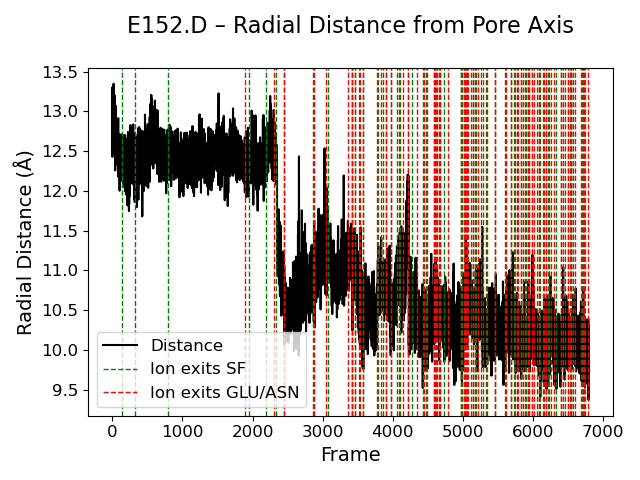 E152.D – Radial Distance from Pore Axis
Radial Distance (Å)
13.5
13.0
12.5
12.0
11.5
11.0
10.5
10.0
9.5
Distance
Ion exits SF
Ion exits GLU/ASN
0
1000
2000
3000
4000
5000
6000
7000
Frame